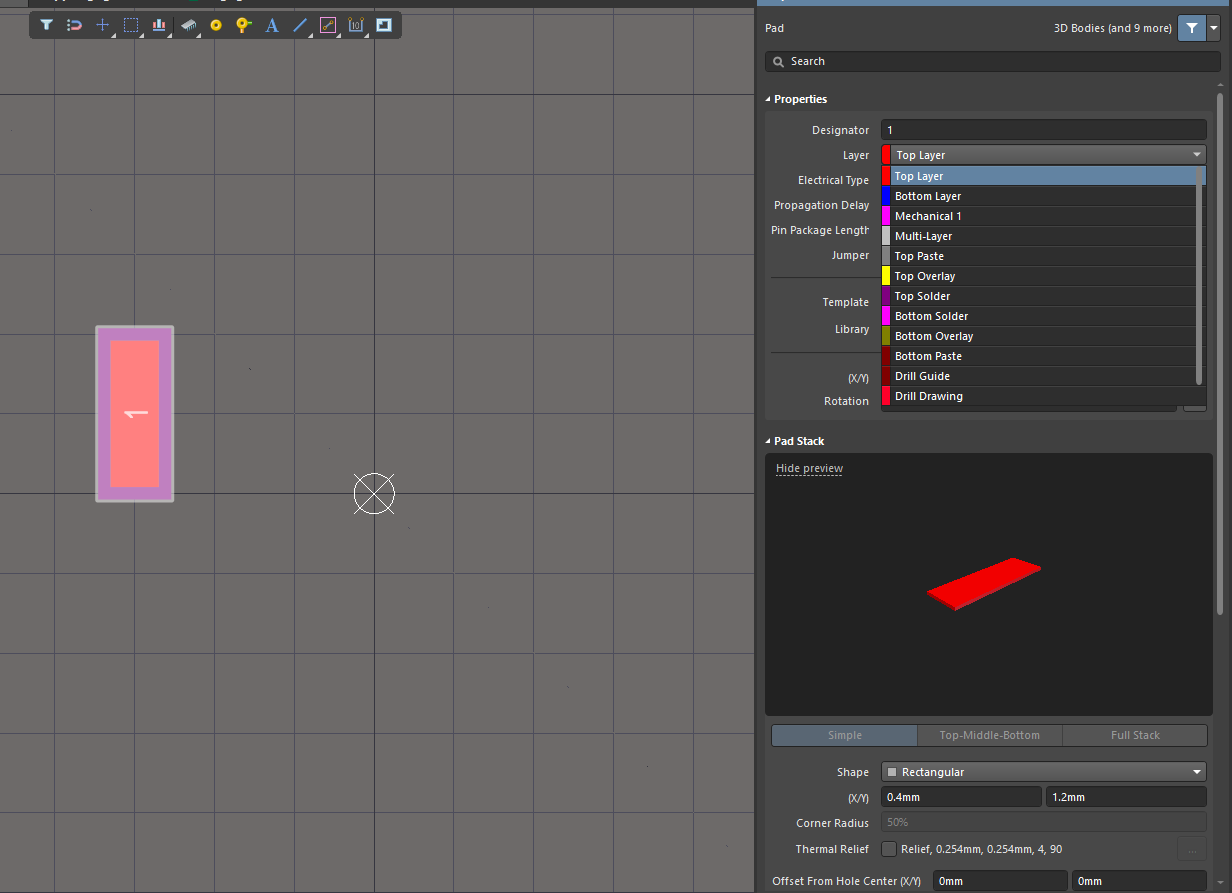 Pad
3D Bodies (and 9 more)
Search
Properties
Designator
1
Layer
Top Layer
Electrical Type
Propagation Delay
Pin Package Length
Jumper
Template
Library
(X/Y)
Rotation
Top Layer
Bottom Layer
Mechanical 1
Multi-Layer
Top Paste
Top Overlay
Top Solder
Bottom Solder
Bottom Overlay
Bottom Paste
Drill Guide
Drill Drawing
1
Pad Stack
Hide preview
Simple
Top-Middle-Bottom
Full Stack
Shape
Rectangular
(X/Y)
0.4mm
1.2mm
Corner Radius
50%
Thermal Relief
Relief, 0.254mm, 0.254mm, 4, 90
...
Offset From Hole Center (X/Y)
0mm
0mm